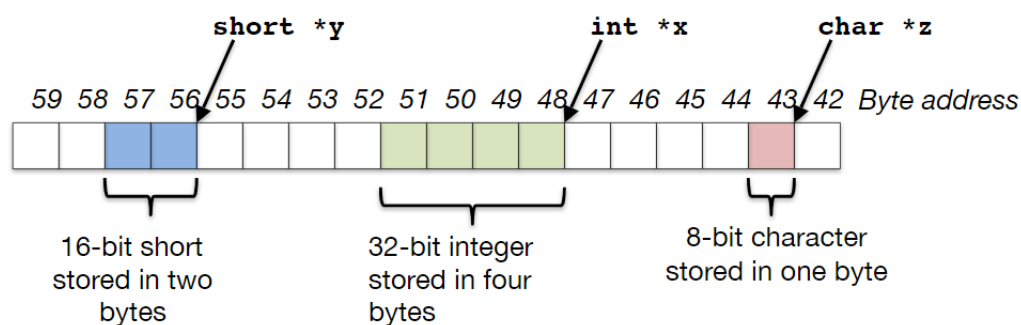 short *y int *x char *z
59 58 57 56 55 54 53 52 51 50 49 48 47 46 45 44 43 42 Byte address
16-bit short
stored in two
bytes
32-bit integer
stored in four
bytes
8-bit character
stored in one byte